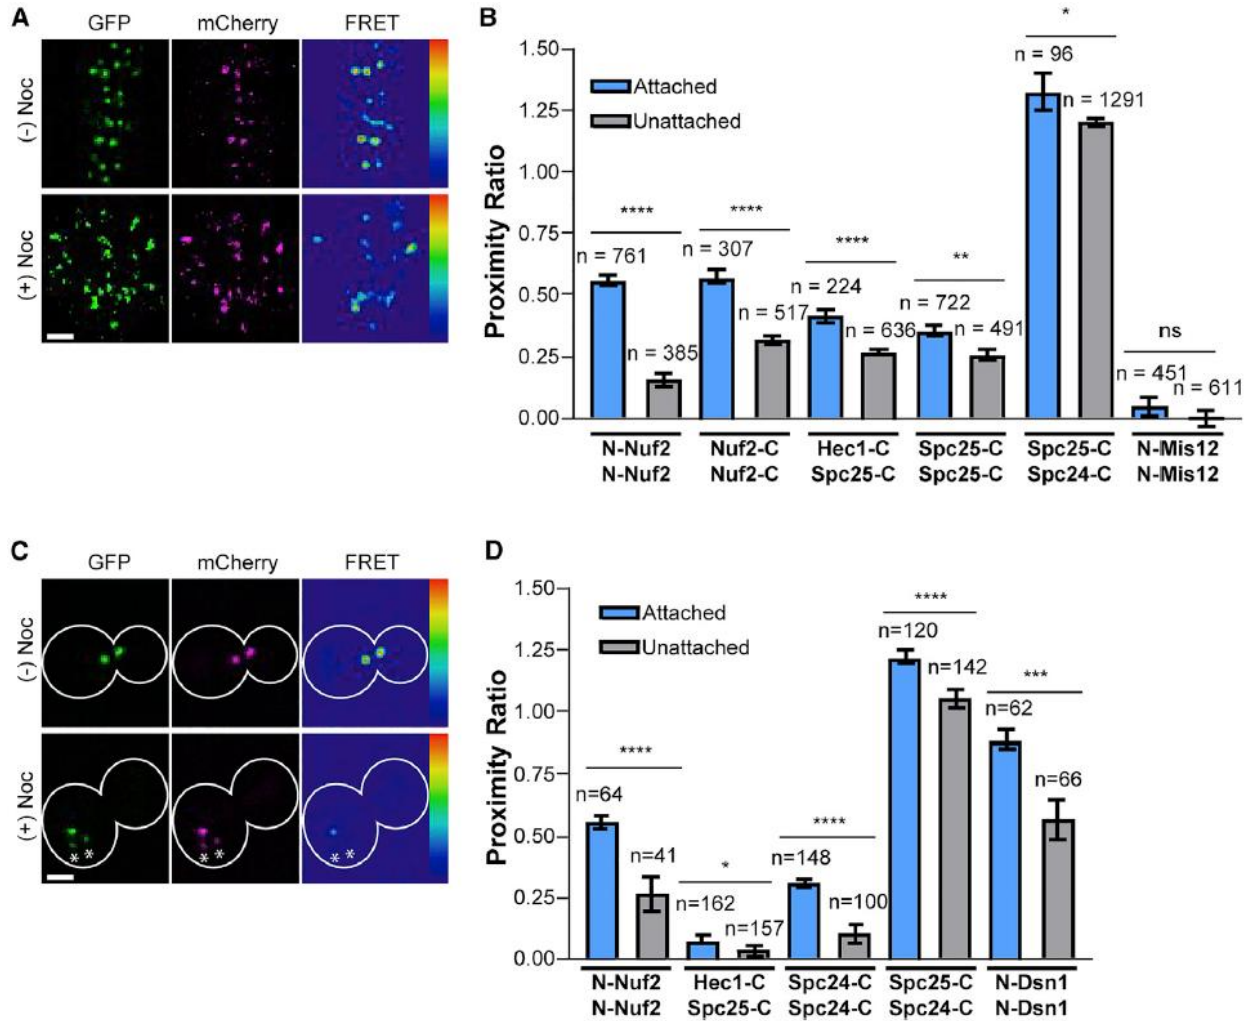 A
GFP
mCherry
FRET
(-) Noc
(+) Noc
B
Proximity Ratio
1.50
1.25
1.00
0.75
0.50
0.25
0.00
Attached
Unattached
****
n = 761
n = 385
****
n = 307
n = 517
****
n = 224
n = 636
**
n = 722
n = 491
*
n = 96
n = 1291
ns
n = 451
n = 611
N-Nuf2
N-Nuf2
Nuf2-C
Nuf2-C
Hec1-C
Spc25-C
Spc25-C
Spc25-C
Spc25-C
Spc24-C
N-Mis12
N-Mis12
C
GFP
mCherry
FRET
(-) Noc
(+) Noc
* *
* *
* *
D
Proximity Ratio
1.50
1.25
1.00
0.75
0.50
0.25
0.00
Attached
Unattached
****
n=64
n=41
*
n=162
n=157
****
n=148
n=100
****
n=120
n=142
***
n=62
n=66
N-Nuf2
N-Nuf2
Hec1-C
Spc25-C
Spc24-C
Spc24-C
Spc25-C
Spc24-C
N-Dsn1
N-Dsn1